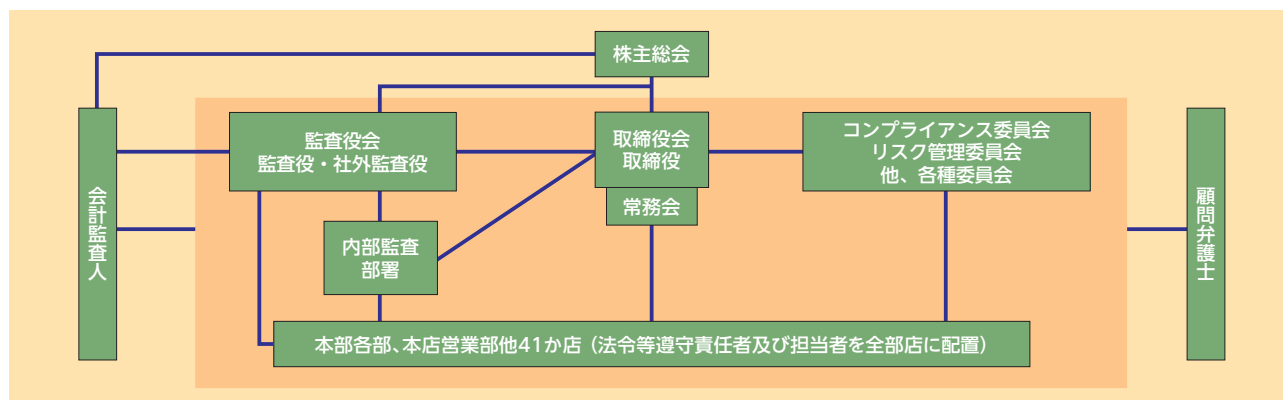 株主総会
監査役会
監査役・社外監査役
取締役会
取締役
コンプライアンス委員会
リスク管理委員会
他、各種委員会
常務会
会計監査人
内部監査
部署
顧問弁護士
本部各部、本店営業部他41か店（法令等遵守責任者及び担当者を全部店に配置）